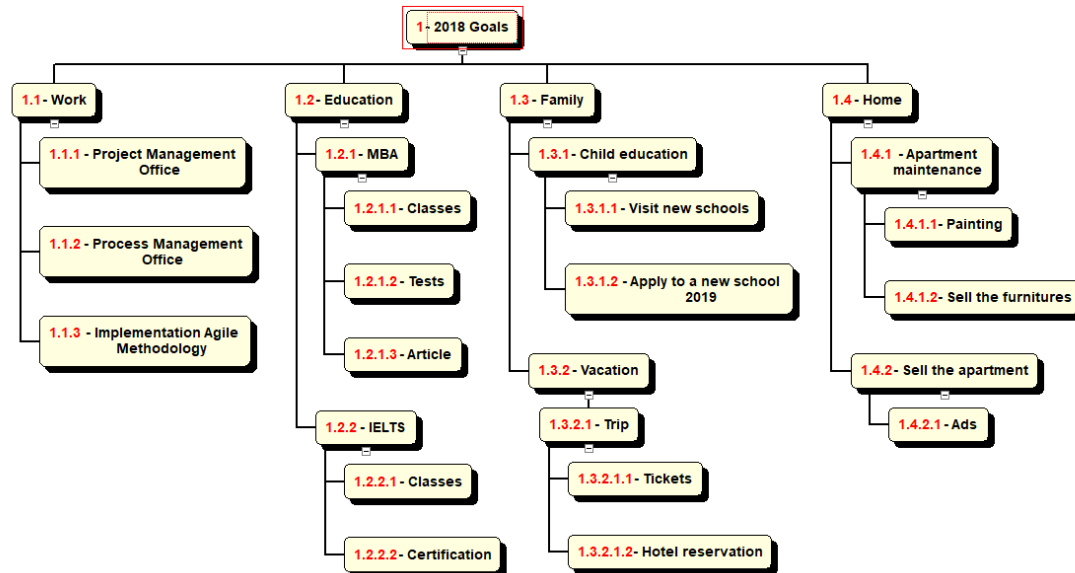 1 - 2018 Goals
1.1 - Work
1.1.1 - Project Management
Office
1.1.2 - Process Management
Office
1.1.3 - Implementation Agile
Methodology
1.2 - Education
1.2.1 - MBA
1.2.1.1 - Classes
1.2.1.2 - Tests
1.2.1.3 - Article
1.2.2 - IELTS
1.2.2.1 - Classes
1.2.2.2 - Certification
1.3 - Family
1.3.1 - Child education
1.3.1.1 - Visit new schools
1.3.1.2 - Apply to a new school
2019
1.3.2 - Vacation
1.3.2.1 - Trip
1.3.2.1.1 - Tickets
1.3.2.1.2 - Hotel reservation
1.4 - Home
1.4.1 - Apartment
maintenance
1.4.1.1 - Painting
1.4.1.2 - Sell the furnitures
1.4.2 - Sell the apartment
1.4.2.1 - Ads